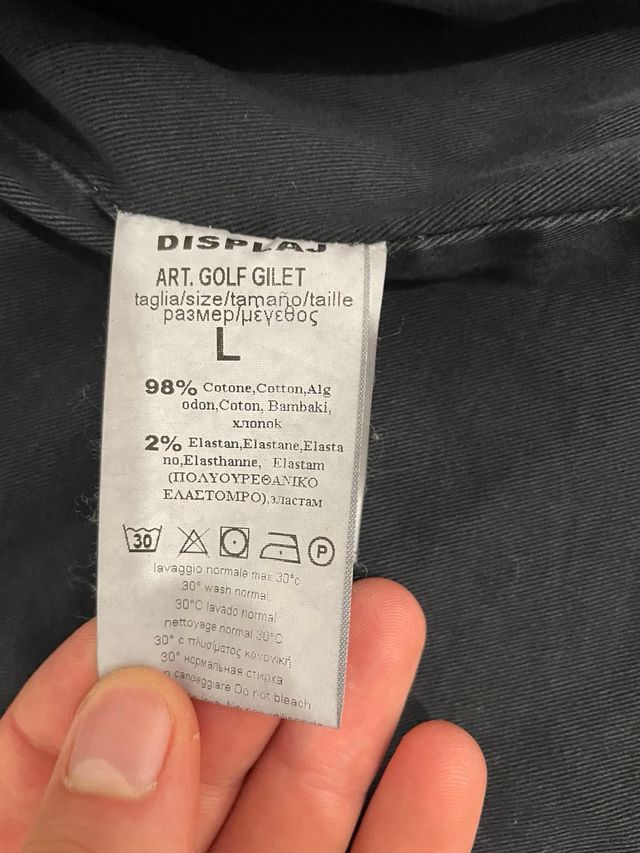 DISPLAJ
ART. GOLF GILET
taglia/size/tamaño/taille
размер/μεγεθος
L
98% Cotone,Cotton,Alg
odon,Coton, Bambaki,
хлопок
2% Elastan,Elastane,Elasta
no,Elasthanne, Elastam
(ΠΟΛΥΟΥΡΕΘΑΝΙΚΟ
ΕΛΑΣΤΟΜΡΟ),эластам
30 P
lavaggio normale max 30°c
30° wash normal
30°C lavado normal
nettoyage normal 30°C
30° c πλυσίματος κανονική
30° нормальная стирка
candeggiare Do not bleach